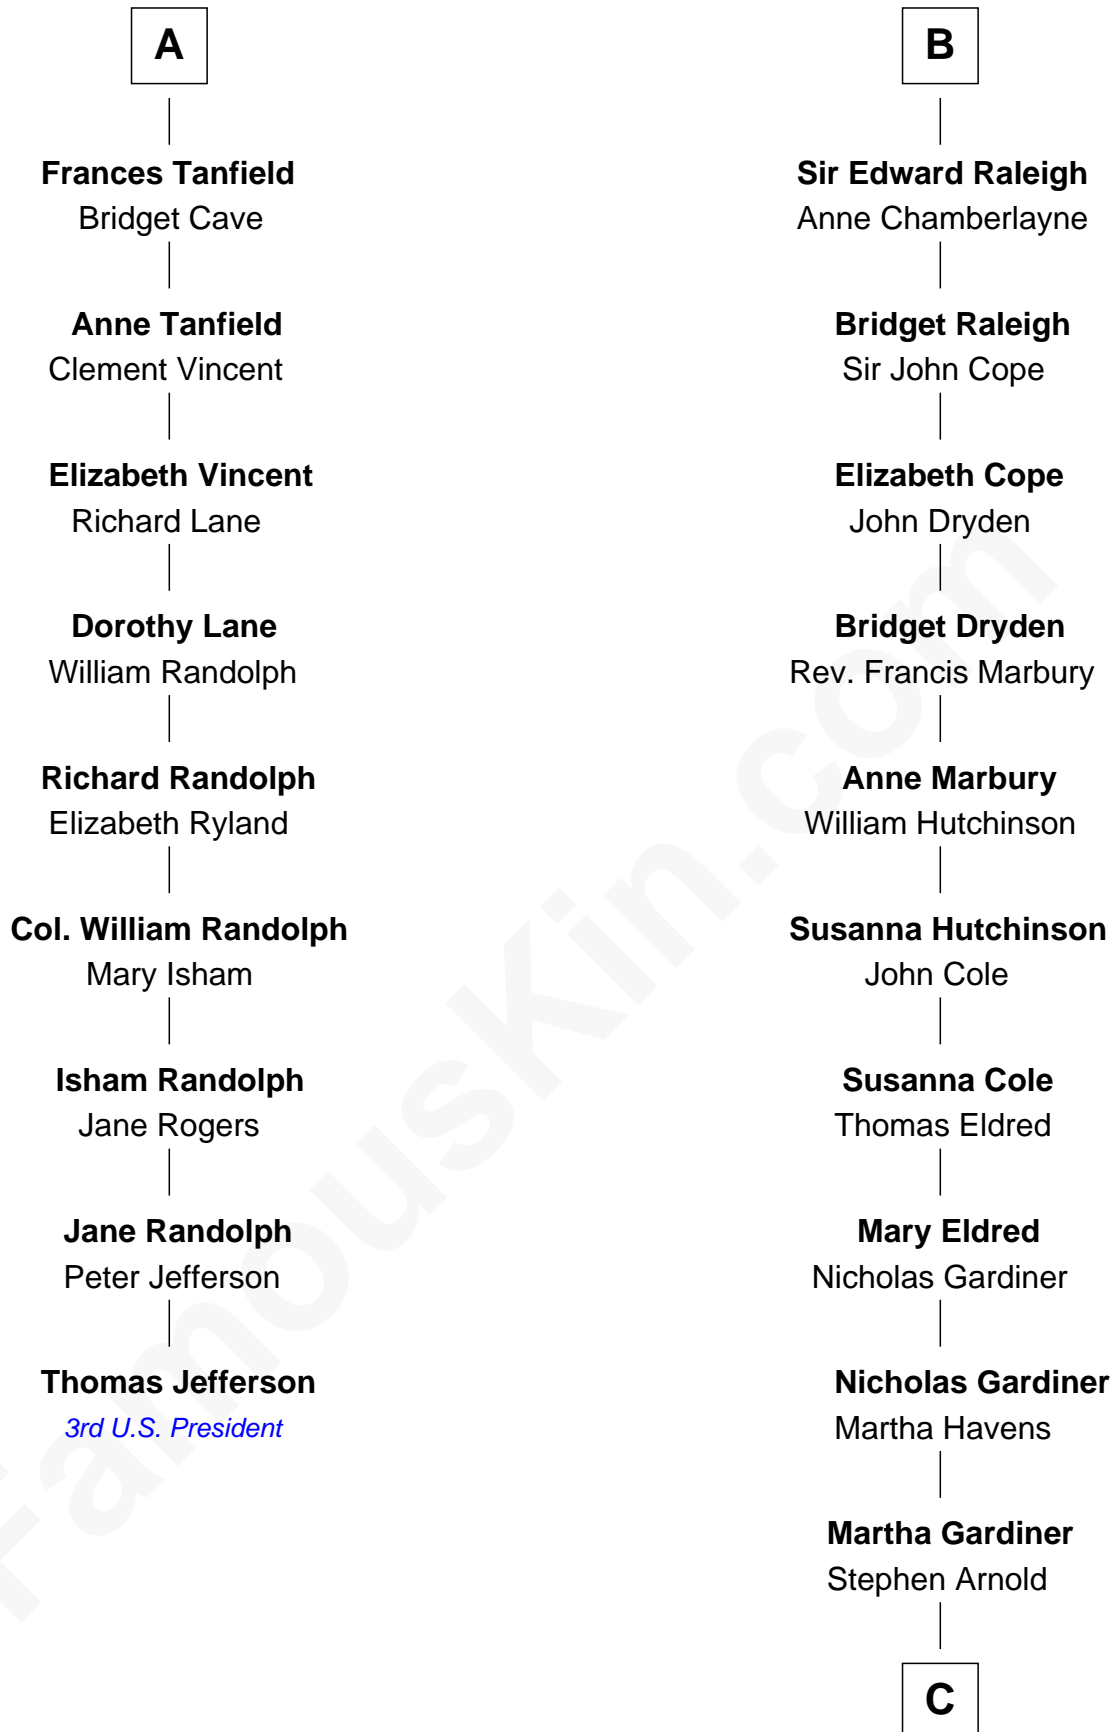 A
Frances Tanfield
Bridget Cave
Anne Tanfield
Clement Vincent
Elizabeth Vincent
Richard Lane
Dorothy Lane
William Randolph
Richard Randolph
Elizabeth Ryland
Col. William Randolph
Mary Isham
Isham Randolph
Jane Rogers
Jane Randolph
Peter Jefferson
Thomas Jefferson
3rd U.S. President
B
Sir Edward Raleigh
Anne Chamberlayne
Bridget Raleigh
Sir John Cope
Elizabeth Cope
John Dryden
Bridget Dryden
Rev. Francis Marbury
Anne Marbury
William Hutchinson
Susanna Hutchinson
John Cole
Susanna Cole
Thomas Eldred
Mary Eldred
Nicholas Gardiner
Nicholas Gardiner
Martha Havens
Martha Gardiner
Stephen Arnold
C
FamousKin.com